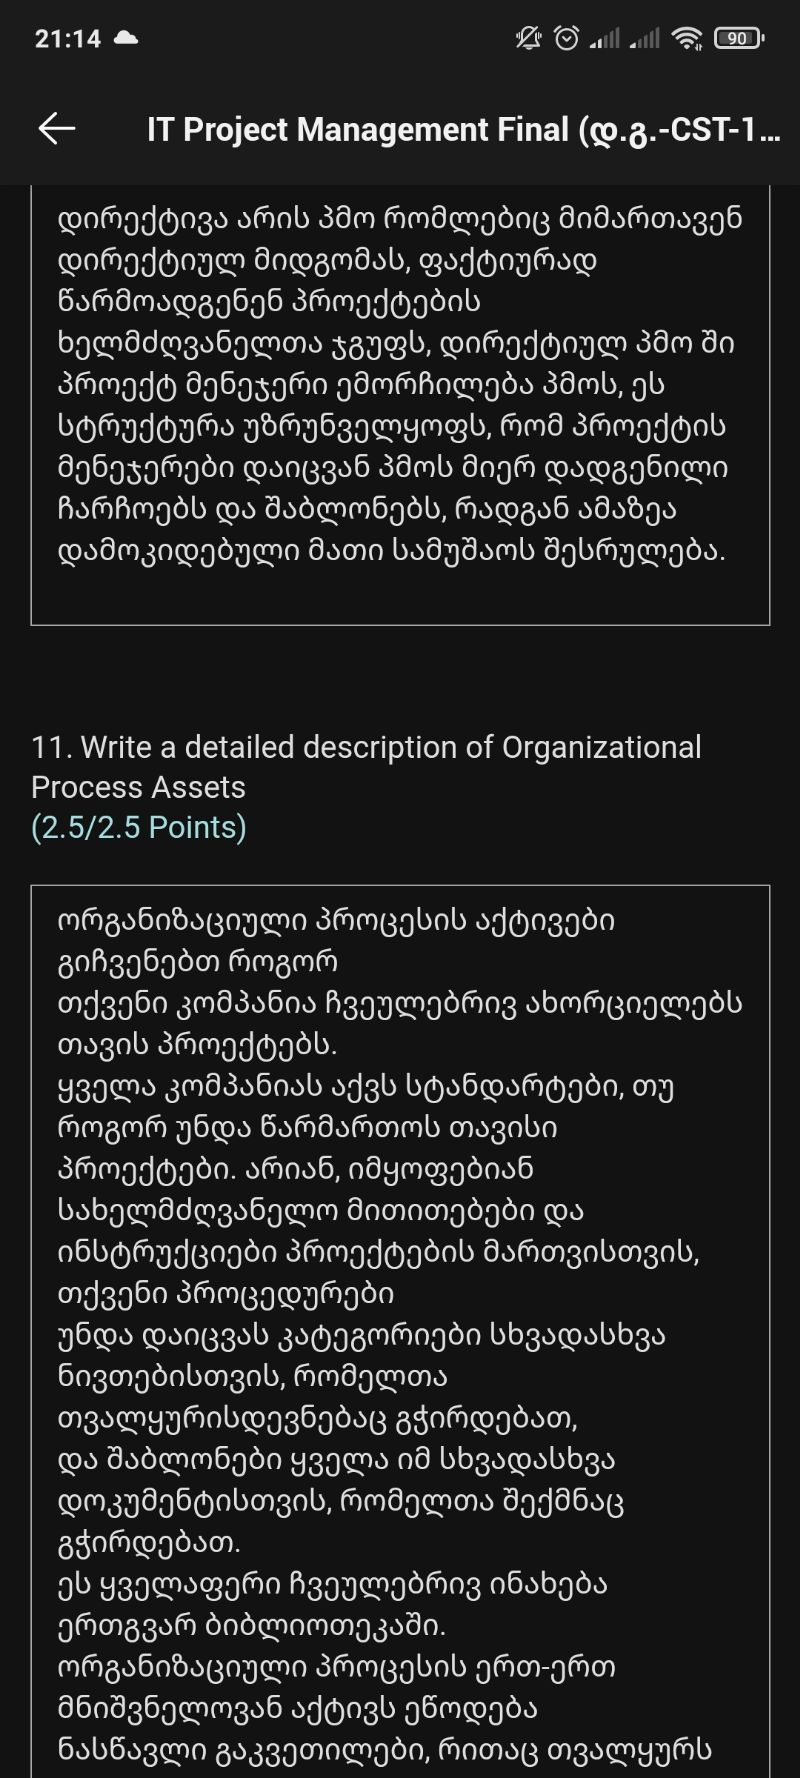 21:14
90
IT Project Management Final (დ.გ.-CST-1...
დირექტივა არის პმო რომლებიც მიმართავენ
დირექტიულ მიდგომას, ფაქტიურად
წარმოადგენენ პროექტების
ხელმძღვანელთა ჯგუფს, დირექტიულ პმო ში
პროექტ მენეჯერი ემორჩილება პმოს, ეს
სტრუქტურა უზრუნველყოფს, რომ პროექტის
მენეჯერები დაიცვან პმოს მიერ დადგენილი
ჩარჩოებს და შაბლონებს, რადგან ამაზეა
დამოკიდებული მათი სამუშაოს შესრულება.
11. Write a detailed description of Organizational
Process Assets
(2.5/2.5 Points)
ორგანიზაციული პროცესის აქტივები
გიჩვენებთ როგორ
თქვენი კომპანია ჩვეულებრივ ახორციელებს
თავის პროექტებს.
ყველა კომპანიას აქვს სტანდარტები, თუ
როგორ უნდა წარმართოს თავისი
პროექტები. არიან, იმყოფებიან
სახელმძღვანელო მითითებები და
ინსტრუქციები პროექტების მართვისთვის,
თქვენი პროცედურები
უნდა დაიცვას კატეგორიები სხვადასხვა
ნივთებისთვის, რომელთა
თვალყურისდევნებაც გჭირდებათ,
და შაბლონები ყველა იმ სხვადასხვა
დოკუმენტისთვის, რომელთა შექმნაც
გჭირდებათ.
ეს ყველაფერი ჩვეულებრივ ინახება
ერთგვარ ბიბლიოთეკაში.
ორგანიზაციული პროცესის ერთ-ერთ
მნიშვნელოვან აქტივს ეწოდება
ნასწავლი გაკვეთილები, რითაც თვალყურს